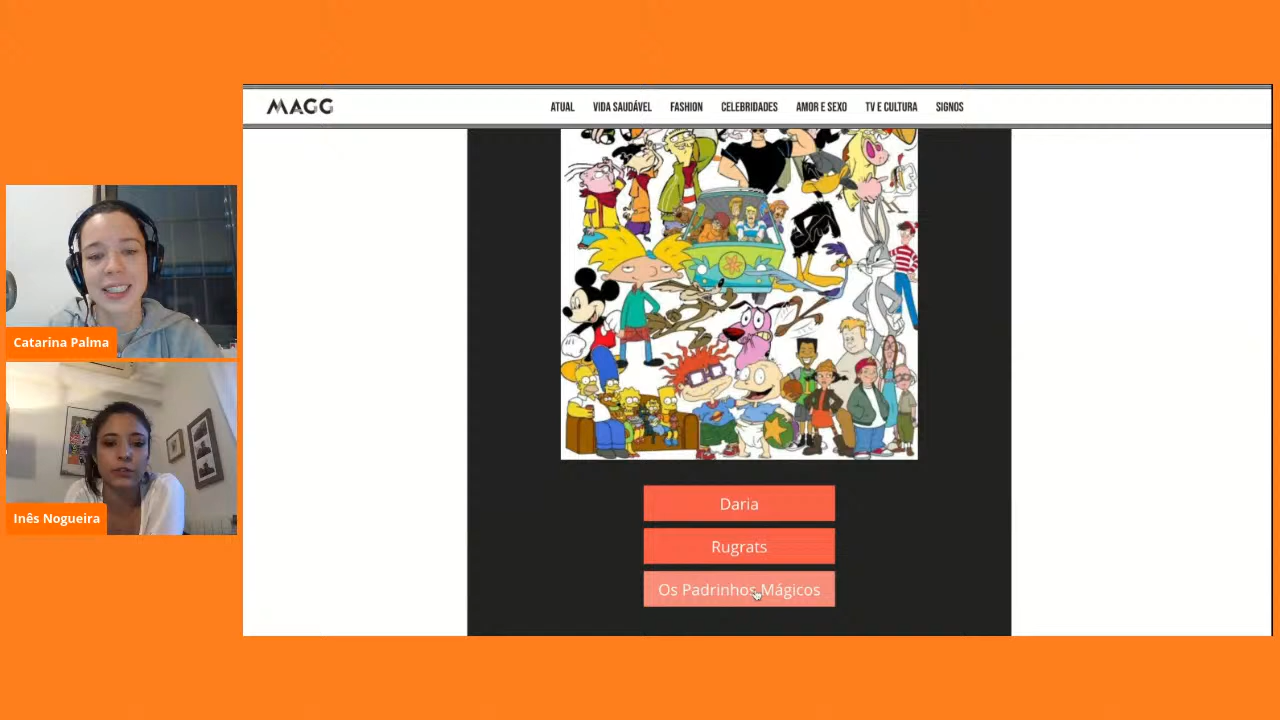 MAGG
ATUAL VIDA SAUDÁVEL FASHION CELEBRIDADES AMOR E SEXO TV E CULTURA SIGNOS
Catarina Palma
Inês Nogueira
Daria
Rugrats
Os Padrinhos Mágicos